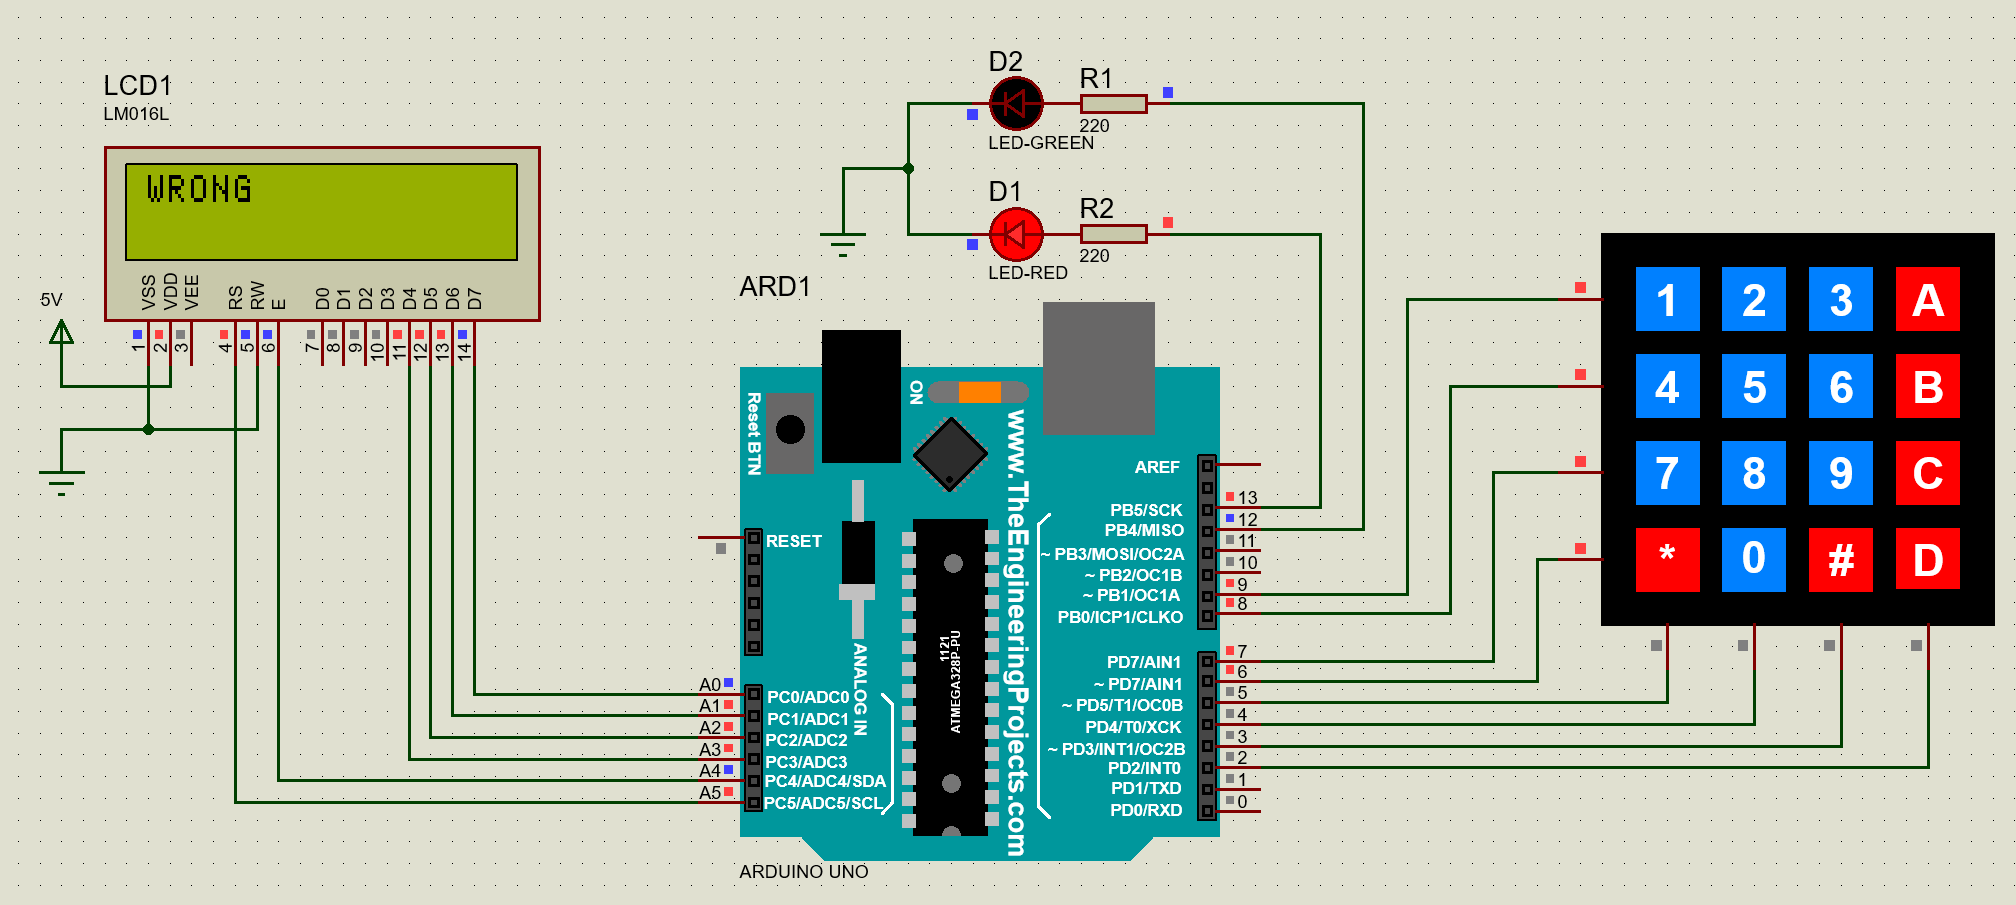 LCD1
LM016L
WRONG
VSS
VDD
VEE
RS
RW
E
D0
D1
D2
D3
D4
D5
D6
D7
1
2
3
4
5
6
7
8
9
10
11
12
13
14
5V
D2
R1
220
LED-GREEN
D1
R2
220
LED-RED
ARD1
Reset BTN
ON
www.TheEngineeringProjects.com
RESET
ANALOG IN
1121
ATMEGA328P-PU
A0 PC0/ADC0
A1 PC1/ADC1
A2 PC2/ADC2
A3 PC3/ADC3
A4 PC4/ADC4/SDA
A5 PC5/ADC5/SCL
AREF
PB5/SCK 13
PB4/MISO 12
~ PB3/MOSI/OC2A 11
~ PB2/OC1B 10
~ PB1/OC1A 9
PB0/ICP1/CLKO 8
PD7/AIN1 7
~ PD7/AIN1 6
~ PD5/T1/OC0B 5
PD4/T0/XCK 4
~ PD3/INT1/OC2B 3
PD2/INT0 2
PD1/TXD 1
PD0/RXD 0
ARDUINO UNO
1 2 3 A
4 5 6 B
7 8 9 C
* 0 # D